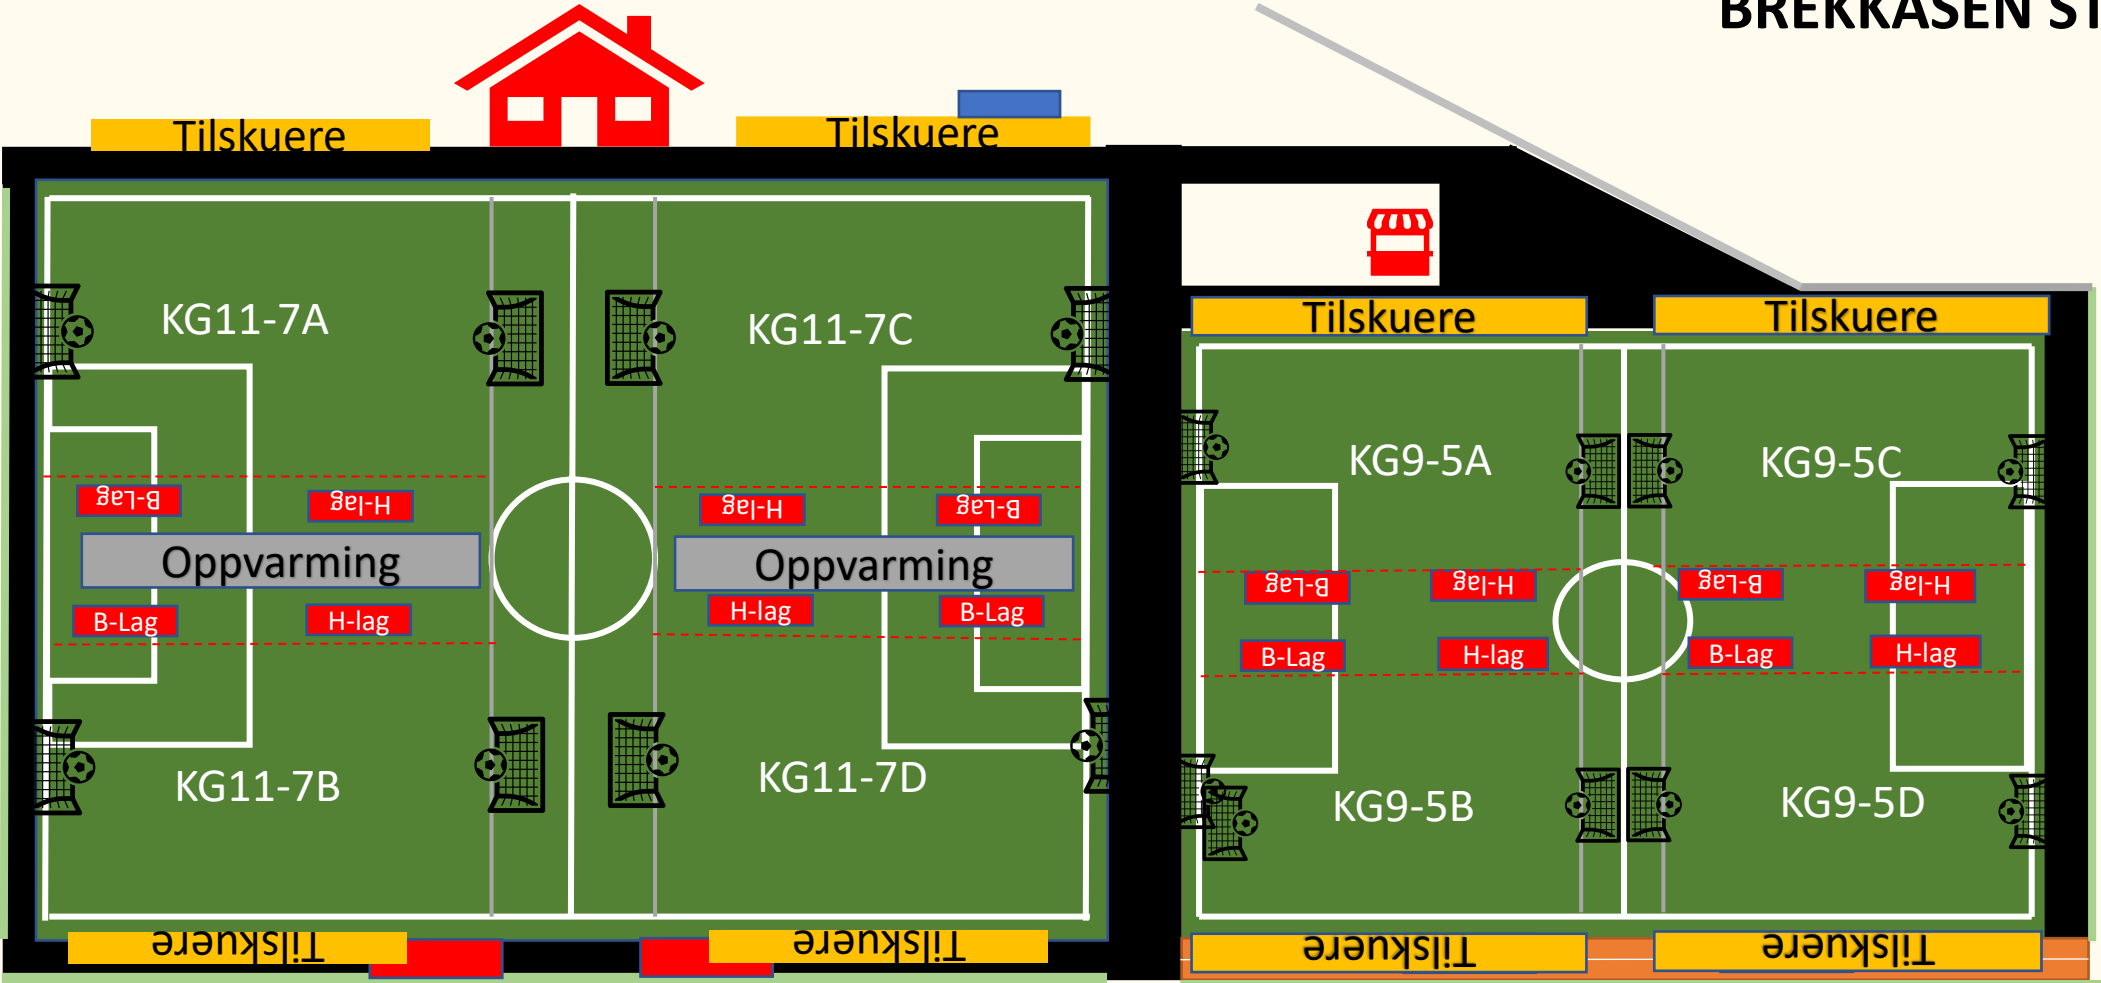 BREKKÅSEN ST
Tilskuere
Tilskuere
Tilskuere
Tilskuere
KG11-7A
KG11-7C
KG9-5A
KG9-5C
B-Lag
H-lag
H-lag
B-Lag
Oppvarming
Oppvarming
B-Lag
H-lag
B-Lag
H-lag
B-Lag
H-lag
H-lag
B-Lag
B-Lag
H-lag
B-Lag
H-lag
KG11-7B
KG11-7D
KG9-5B
KG9-5D
Tilskuere
Tilskuere
Tilskuere
Tilskuere